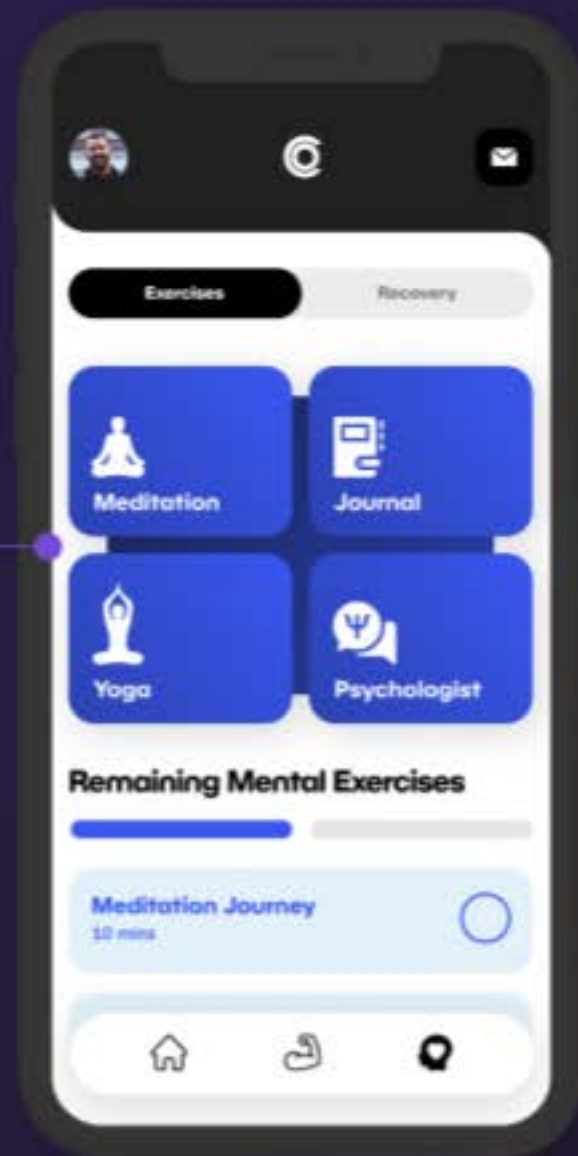 Exercises
Recovery
Meditation
Journal
Yoga
Psychologist
Remaining Mental Exercises
Meditation Journey
10 mins